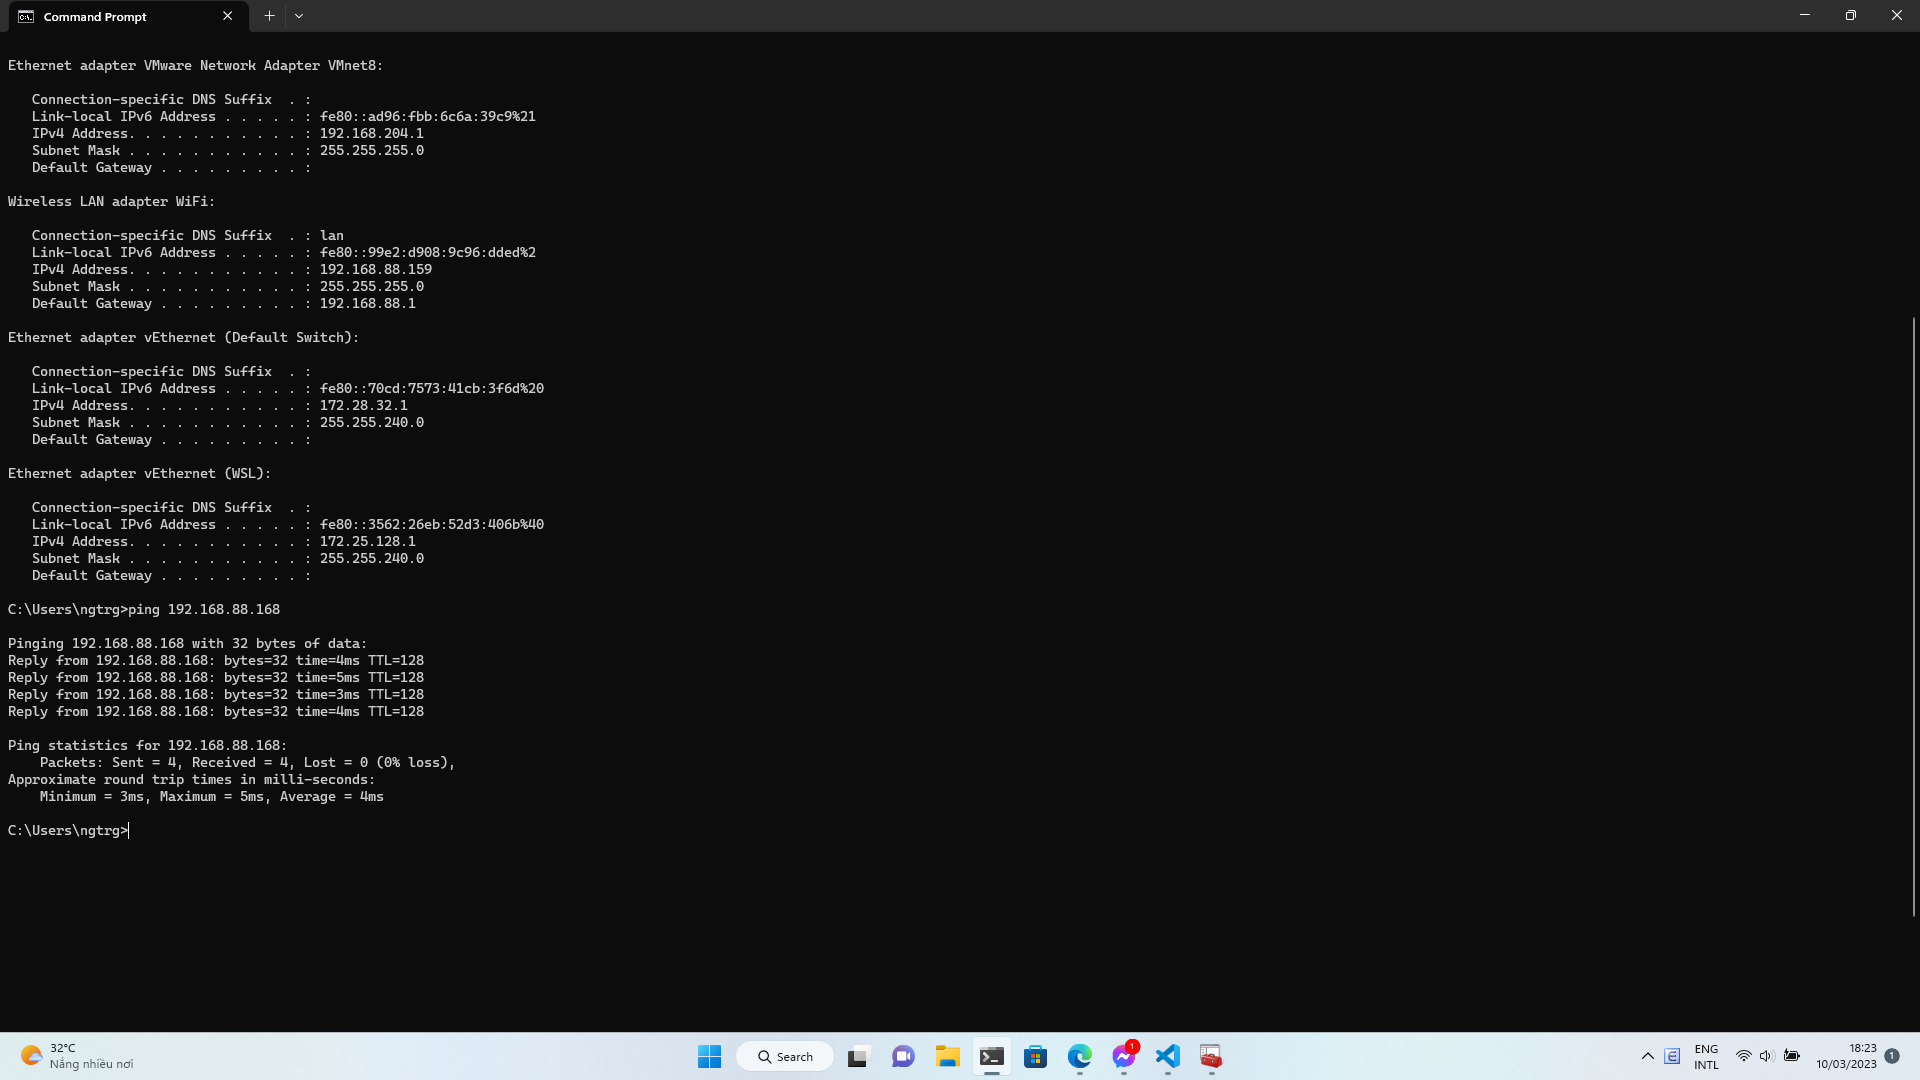 Command Prompt
Ethernet adapter VMware Network Adapter VMnet8:
Connection-specific DNS Suffix  . :
Link-local IPv6 Address . . . . . : fe80::ad96:fbb:6c6a:39c9%21
IPv4 Address. . . . . . . . . . . : 192.168.204.1
Subnet Mask . . . . . . . . . . . : 255.255.255.0
Default Gateway . . . . . . . . . :
Wireless LAN adapter WiFi:
Connection-specific DNS Suffix  . : lan
Link-local IPv6 Address . . . . . : fe80::99e2:d908:9c96:dded%2
IPv4 Address. . . . . . . . . . . : 192.168.88.159
Subnet Mask . . . . . . . . . . . : 255.255.255.0
Default Gateway . . . . . . . . . : 192.168.88.1
Ethernet adapter vEthernet (Default Switch):
Connection-specific DNS Suffix  . :
Link-local IPv6 Address . . . . . : fe80::70cd:7573:41cb:3f6d%20
IPv4 Address. . . . . . . . . . . : 172.28.32.1
Subnet Mask . . . . . . . . . . . : 255.255.240.0
Default Gateway . . . . . . . . . :
Ethernet adapter vEthernet (WSL):
Connection-specific DNS Suffix  . :
Link-local IPv6 Address . . . . . : fe80::3562:26eb:52d3:406b%40
IPv4 Address. . . . . . . . . . . : 172.25.128.1
Subnet Mask . . . . . . . . . . . : 255.255.240.0
Default Gateway . . . . . . . . . :
C:\Users\ngtrg>ping 192.168.88.168
Pinging 192.168.88.168 with 32 bytes of data:
Reply from 192.168.88.168: bytes=32 time=4ms TTL=128
Reply from 192.168.88.168: bytes=32 time=5ms TTL=128
Reply from 192.168.88.168: bytes=32 time=3ms TTL=128
Reply from 192.168.88.168: bytes=32 time=4ms TTL=128
Ping statistics for 192.168.88.168:
Packets: Sent = 4, Received = 4, Lost = 0 (0% loss),
Approximate round trip times in milli-seconds:
Minimum = 3ms, Maximum = 5ms, Average = 4ms
C:\Users\ngtrg>
32°C
Nắng nhiều nơi
Search
1
E
ENG
INTL
18:23
10/03/2023
1